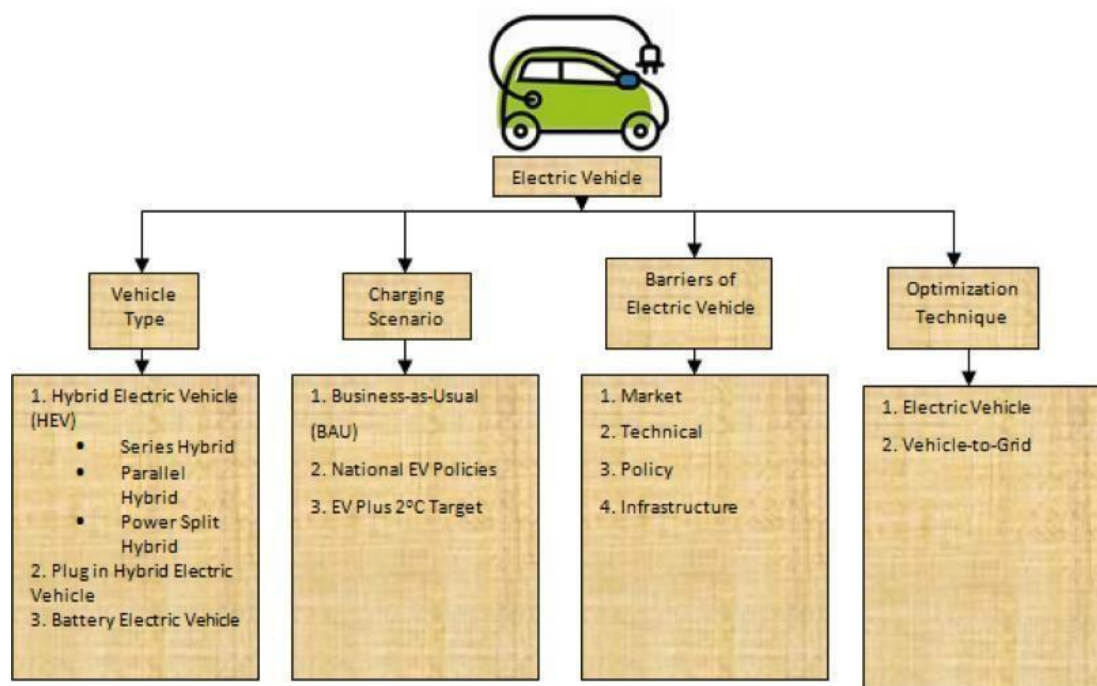 Electric Vehicle
Vehicle
Type
Charging
Scenario
Barriers of
Electric Vehicle
Optimization
Technique
1. Hybrid Electric Vehicle
(HEV)
• Series Hybrid
• Parallel
Hybrid
• Power Split
Hybrid
2. Plug in Hybrid Electric
Vehicle
3. Battery Electric Vehicle
1. Business-as-Usual
(BAU)
2. National EV Policies
3. EV Plus 2°C Target
1. Market
2. Technical
3. Policy
4. Infrastructure
1. Electric Vehicle
2. Vehicle-to-Grid